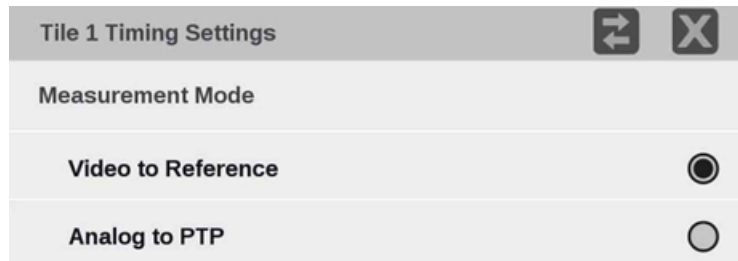 Tile 1 Timing Settings
Measurement Mode
Video to Reference
Analog to PTP